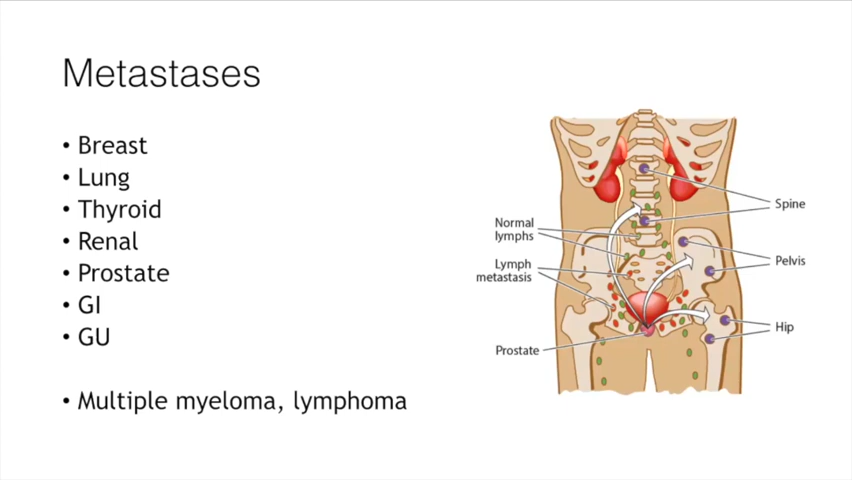 Metastases
• Breast
• Lung
• Thyroid
• Renal
• Prostate
• GI
• GU
• Multiple myeloma, lymphoma
Normal
lymphs
Lymph
metastasis
Prostate
Spine
Pelvis
Hip